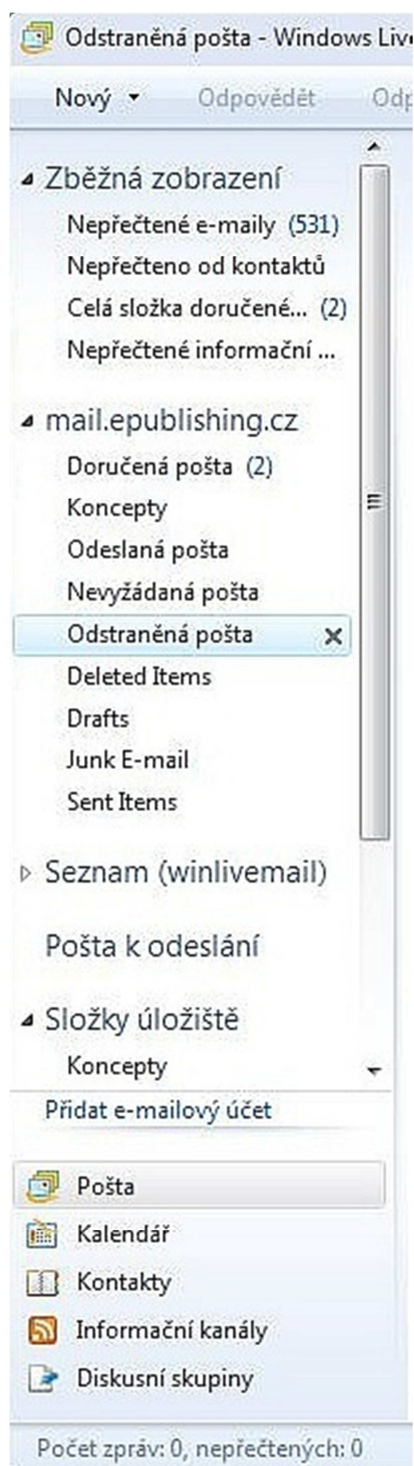 Odstraněná pošta - Windows Live
Nový Odpovědět
Zběžná zobrazení
Nepřečtené e-maily (531)
Nepřečteno od kontaktů
Celá složka doručené... (2)
Nepřečtené informační ...
mail.epublishing.cz
Doručená pošta (2)
Koncepty
Odeslaná pošta
Nevyžádaná pošta
Odstraněná pošta
Deleted Items
Drafts
Junk E-mail
Sent Items
Seznam (winlivemail)
Pošta k odeslání
Složky úložiště
Koncepty
Přidat e-mailový účet
Pošta
Kalendář
Kontakty
Informační kanály
Diskusní skupiny
Počet zpráv: 0, nepřečtených: 0